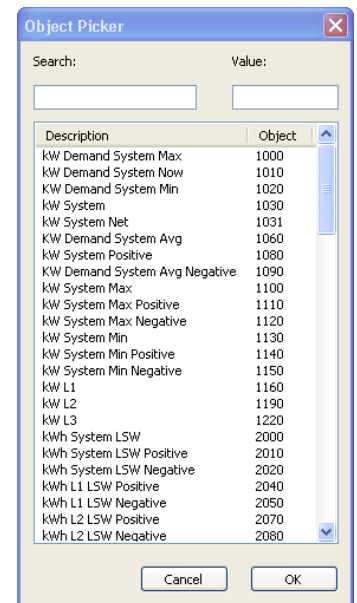 Object Picker
Search: Value:
Description Object
kW Demand System Max 1000
kW Demand System Now 1010
KW Demand System Min 1020
kW System 1030
kW System Net 1031
KW Demand System Avg 1060
kW System Positive 1080
KW Demand System Avg Negative 1090
kW System Max 1100
kW System Max Positive 1110
kW System Max Negative 1120
kW System Min 1130
kW System Min Positive 1140
kW System Min Negative 1150
kW L1 1160
kW L2 1190
kW L3 1220
kWh System LSW 2000
kWh System LSW Positive 2010
kWh System LSW Negative 2020
kWh L1 LSW Positive 2040
kWh L1 LSW Negative 2050
kWh L2 LSW Positive 2070
kWh L2 LSW Negative 2080
Cancel OK